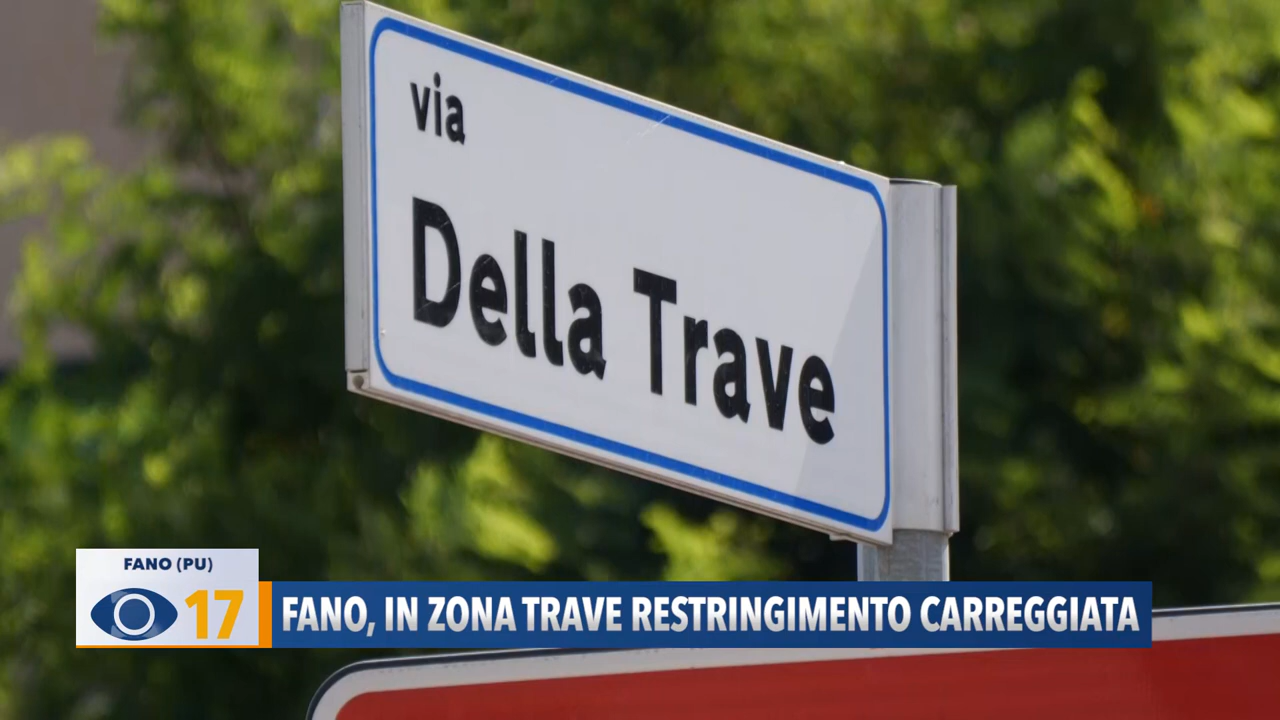 via
Della Trave
FANO (PU)
17
FANO, IN ZONA TRAVE RESTRINGIMENTO CARREGGIATA